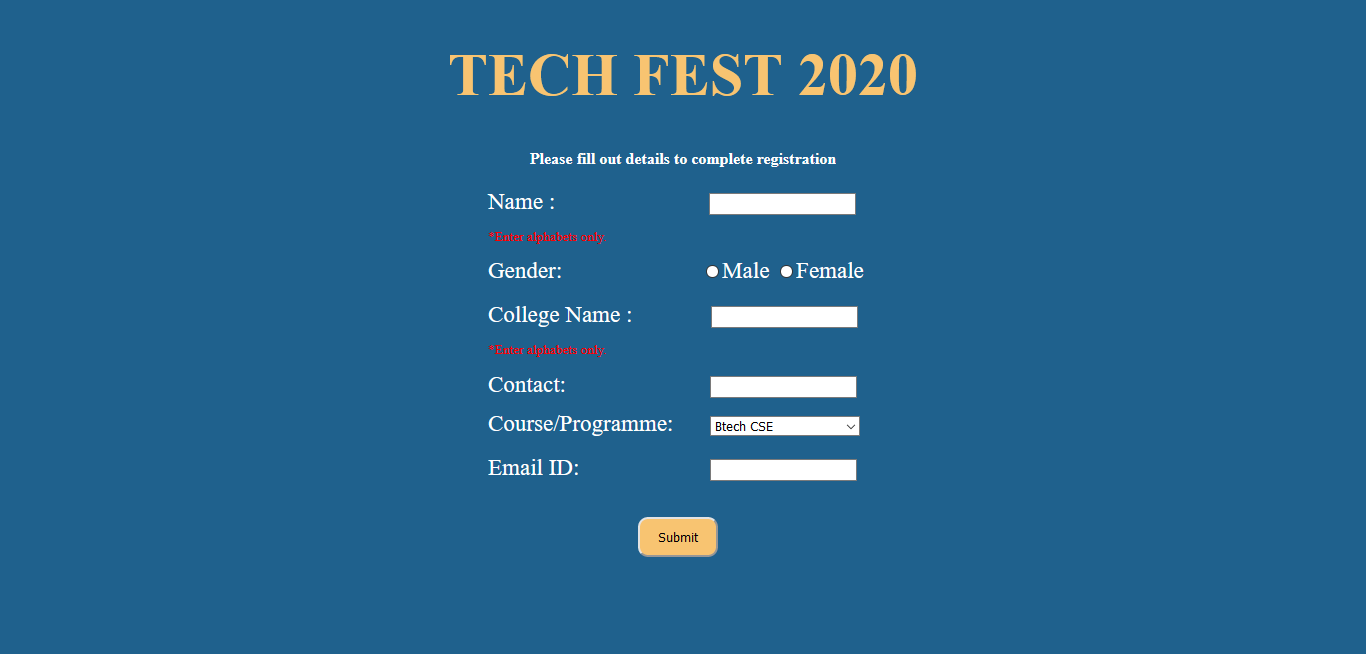 TECH FEST 2020
Please fill out details to complete registration
Name :
*Enter alphabets only.
Gender: Male Female
College Name :
*Enter alphabets only.
Contact:
Course/Programme: Btech CSE
Email ID:
Submit